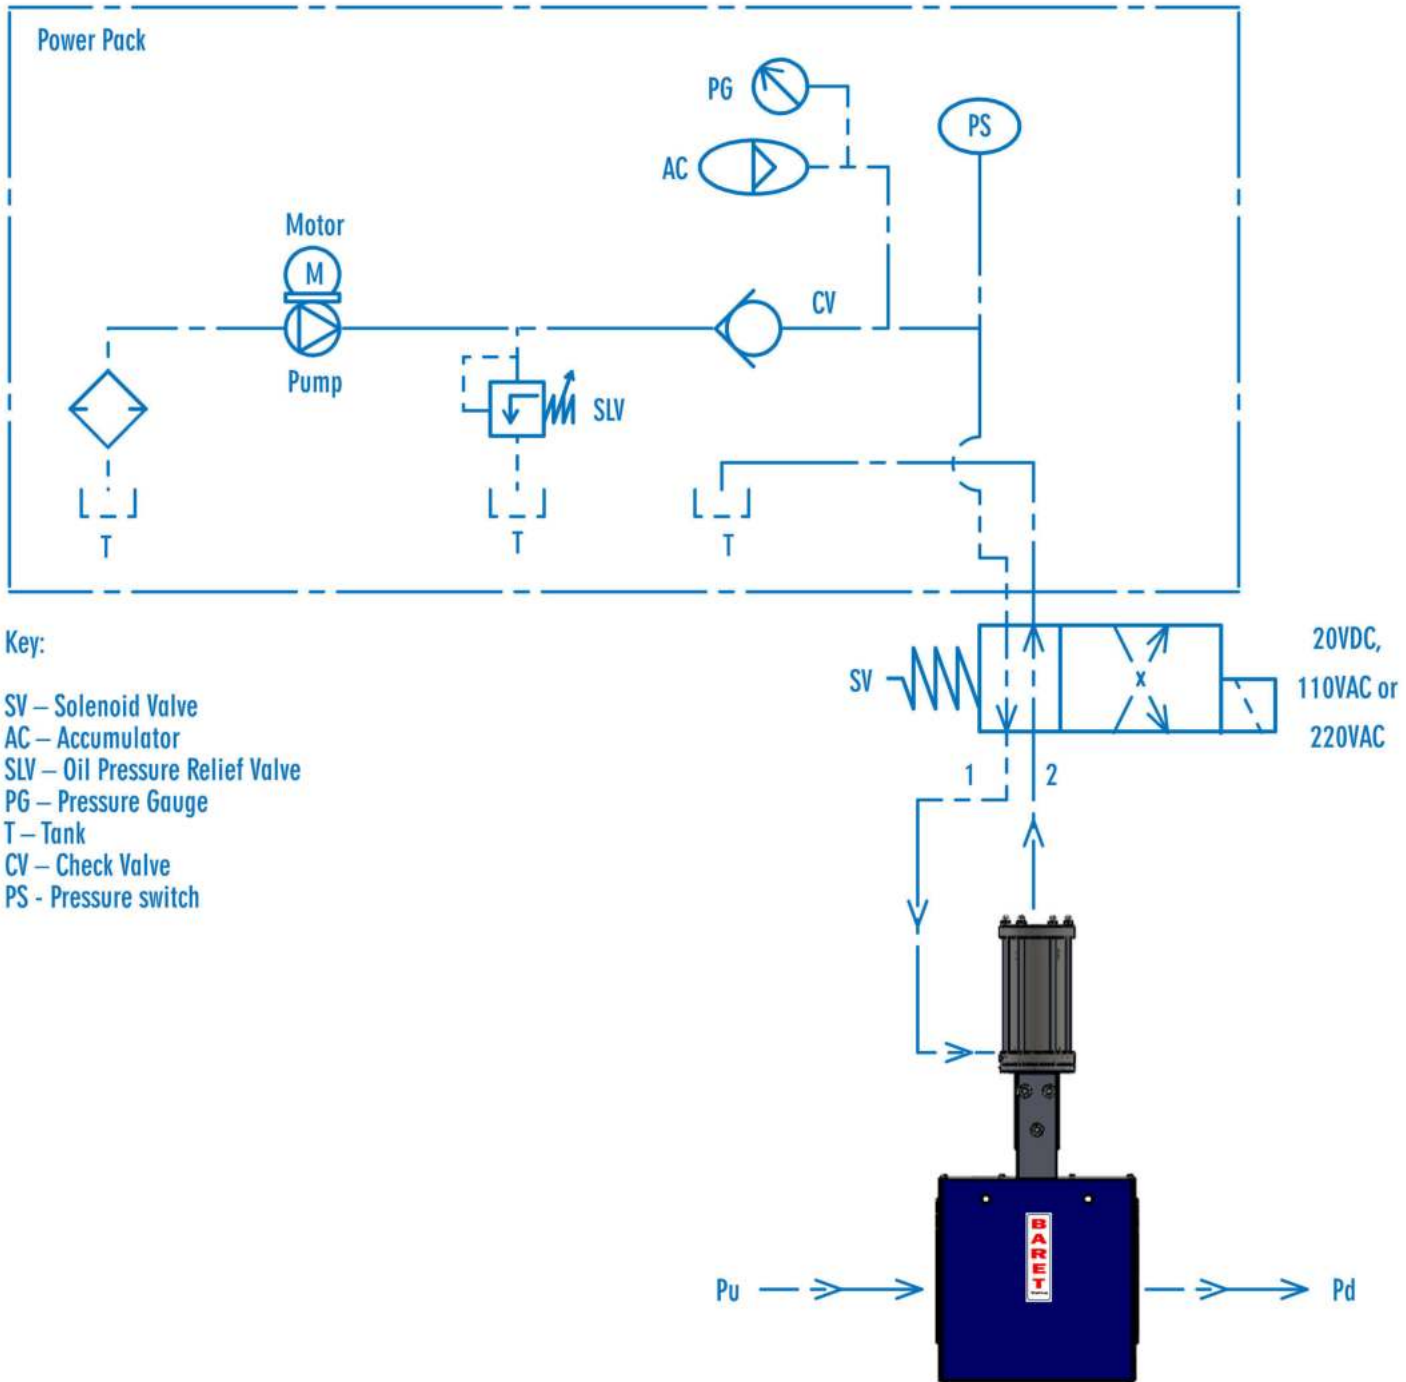 Power Pack
PG
PS
AC
Motor
M
CV
Pump
SLV
T
T
T
Key:
SV – Solenoid Valve
AC – Accumulator
SLV – Oil Pressure Relief Valve
PG – Pressure Gauge
T – Tank
CV – Check Valve
PS - Pressure switch
SV
20VDC,
110VAC or
220VAC
1
2
BARET
Pu
Pd